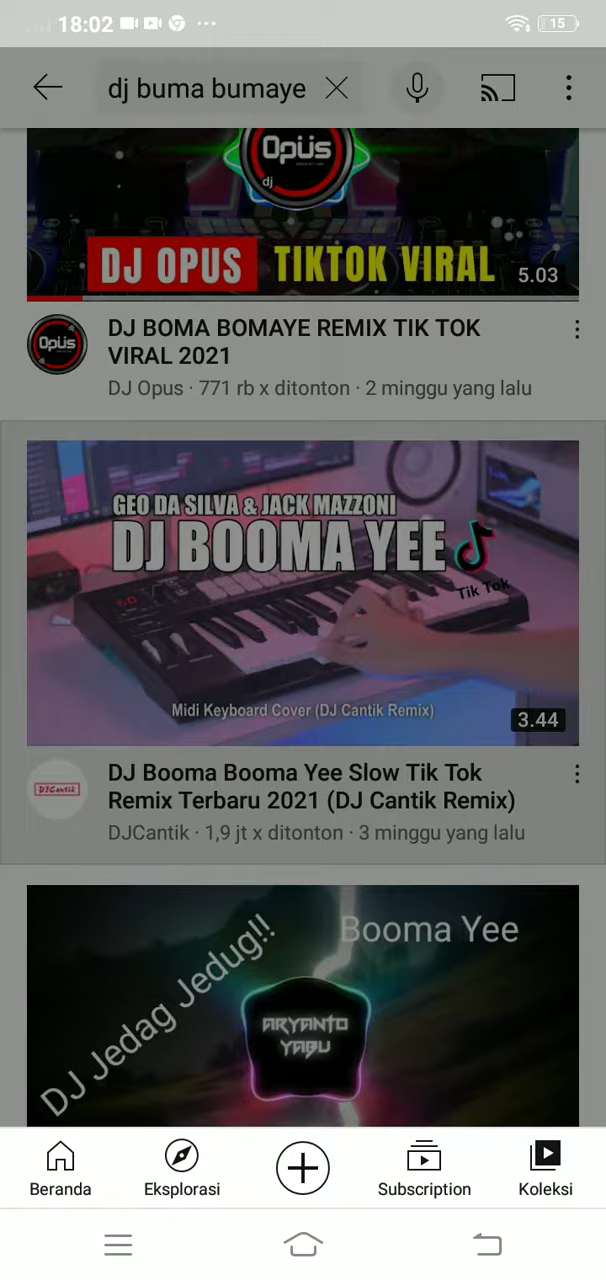 18:02
15
dj buma bumaye
Opüs
dj
DJ OPUS TIKTOK VIRAL
5.03
Opüs
DJ BOMA BOMAYE REMIX TIK TOK
VIRAL 2021
DJ Opus · 771 rb x ditonton · 2 minggu yang lalu
GEO DA SILVA & JACK MAZZONI
DJ BOOMA YEE
Tik Tok
Midi Keyboard Cover (DJ Cantik Remix)
3.44
DJCantik
DJ Booma Booma Yee Slow Tik Tok
Remix Terbaru 2021 (DJ Cantik Remix)
DJCantik · 1,9 jt x ditonton · 3 minggu yang lalu
Booma Yee
DJ Jedag Jedug!!
ARYANTO
YABU
Beranda
Eksplorasi
Subscription
Koleksi